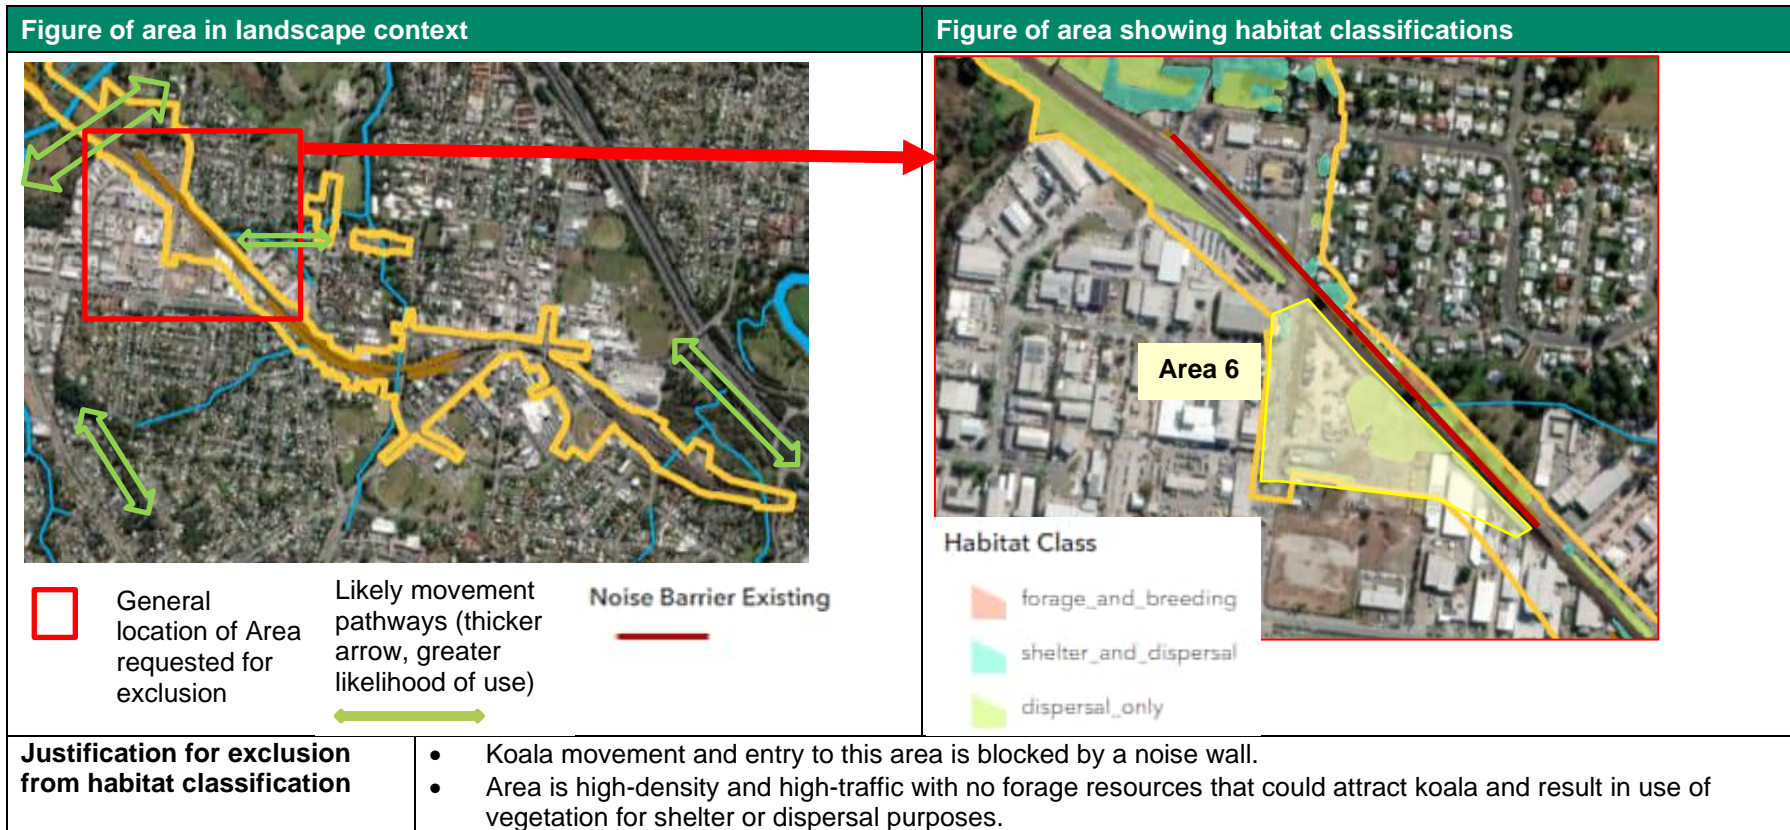 Figure of area in landscape context
Figure of area showing habitat classifications
Area 6
General
location of Area
requested for
exclusion
Likely movement
pathways (thicker
arrow, greater
likelihood of use)
Noise Barrier Existing
Habitat Class
forage_and_breeding
shelter_and_dispersal
dispersal_only
Justification for exclusion
from habitat classification
• Koala movement and entry to this area is blocked by a noise wall.
• Area is high-density and high-traffic with no forage resources that could attract koala and result in use of
vegetation for shelter or dispersal purposes.